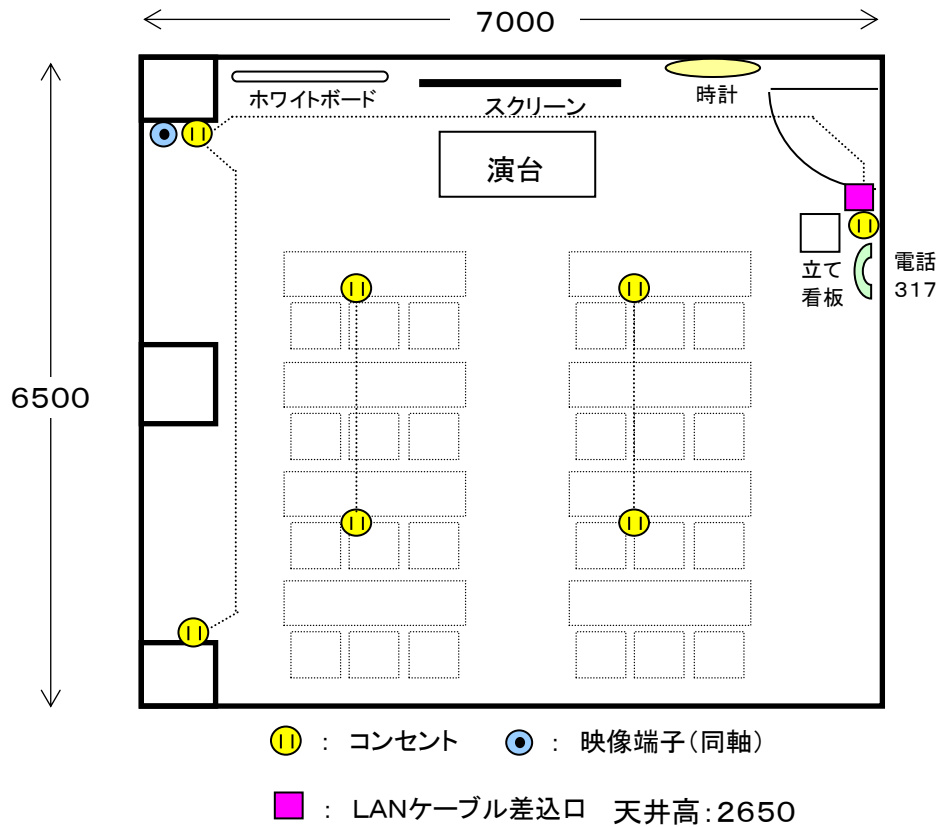 7000
ホワイトボード
スクリーン
時計
演台
立て
看板
電話
317
6500
: コンセント
: 映像端子(同軸)
: LANケーブル差込口
天井高:2650